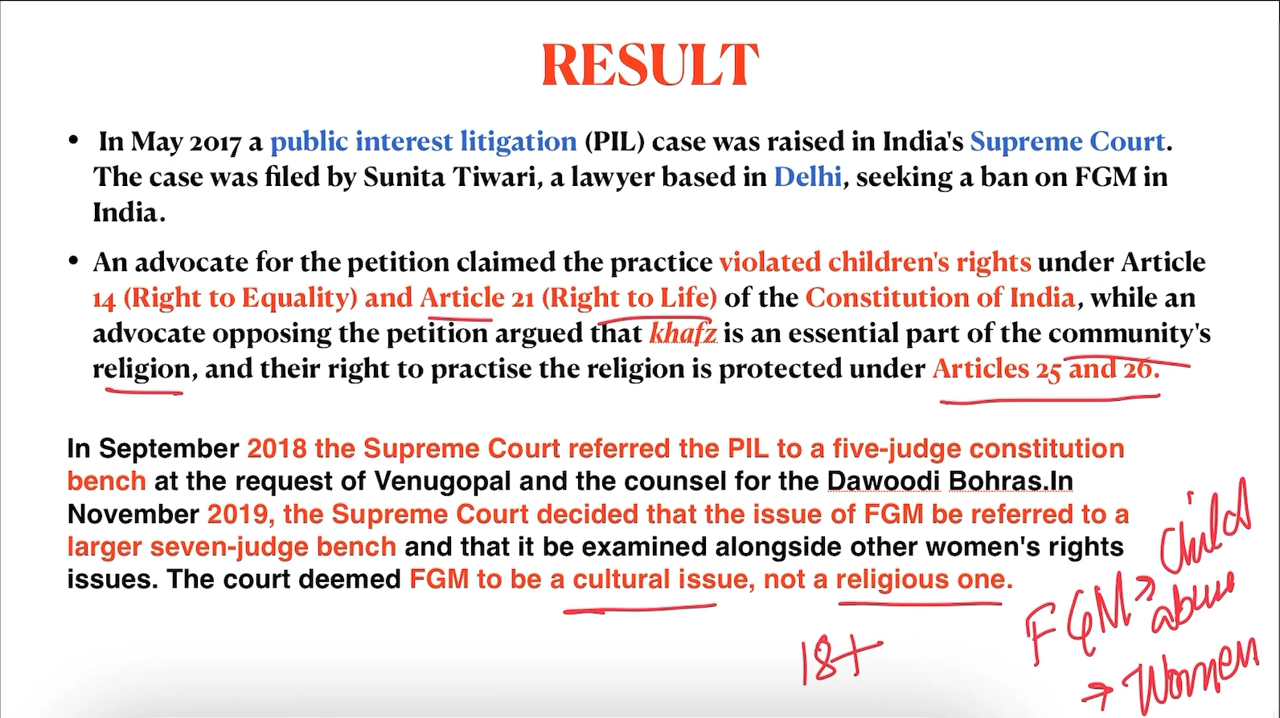 RESULT
• In May 2017 a public interest litigation (PIL) case was raised in India's Supreme Court.
The case was filed by Sunita Tiwari, a lawyer based in Delhi, seeking a ban on FGM in
India.
• An advocate for the petition claimed the practice violated children's rights under Article
14 (Right to Equality) and Article 21 (Right to Life) of the Constitution of India, while an
advocate opposing the petition argued that khafz is an essential part of the community's
religion, and their right to practise the religion is protected under Articles 25 and 26.
In September 2018 the Supreme Court referred the PIL to a five-judge constitution
bench at the request of Venugopal and the counsel for the Dawoodi Bohras.In
November 2019, the Supreme Court decided that the issue of FGM be referred to a
larger seven-judge bench and that it be examined alongside other women's rights
issues. The court deemed FGM to be a cultural issue, not a religious one.
18+
FGM → Child
abuse
→ Women